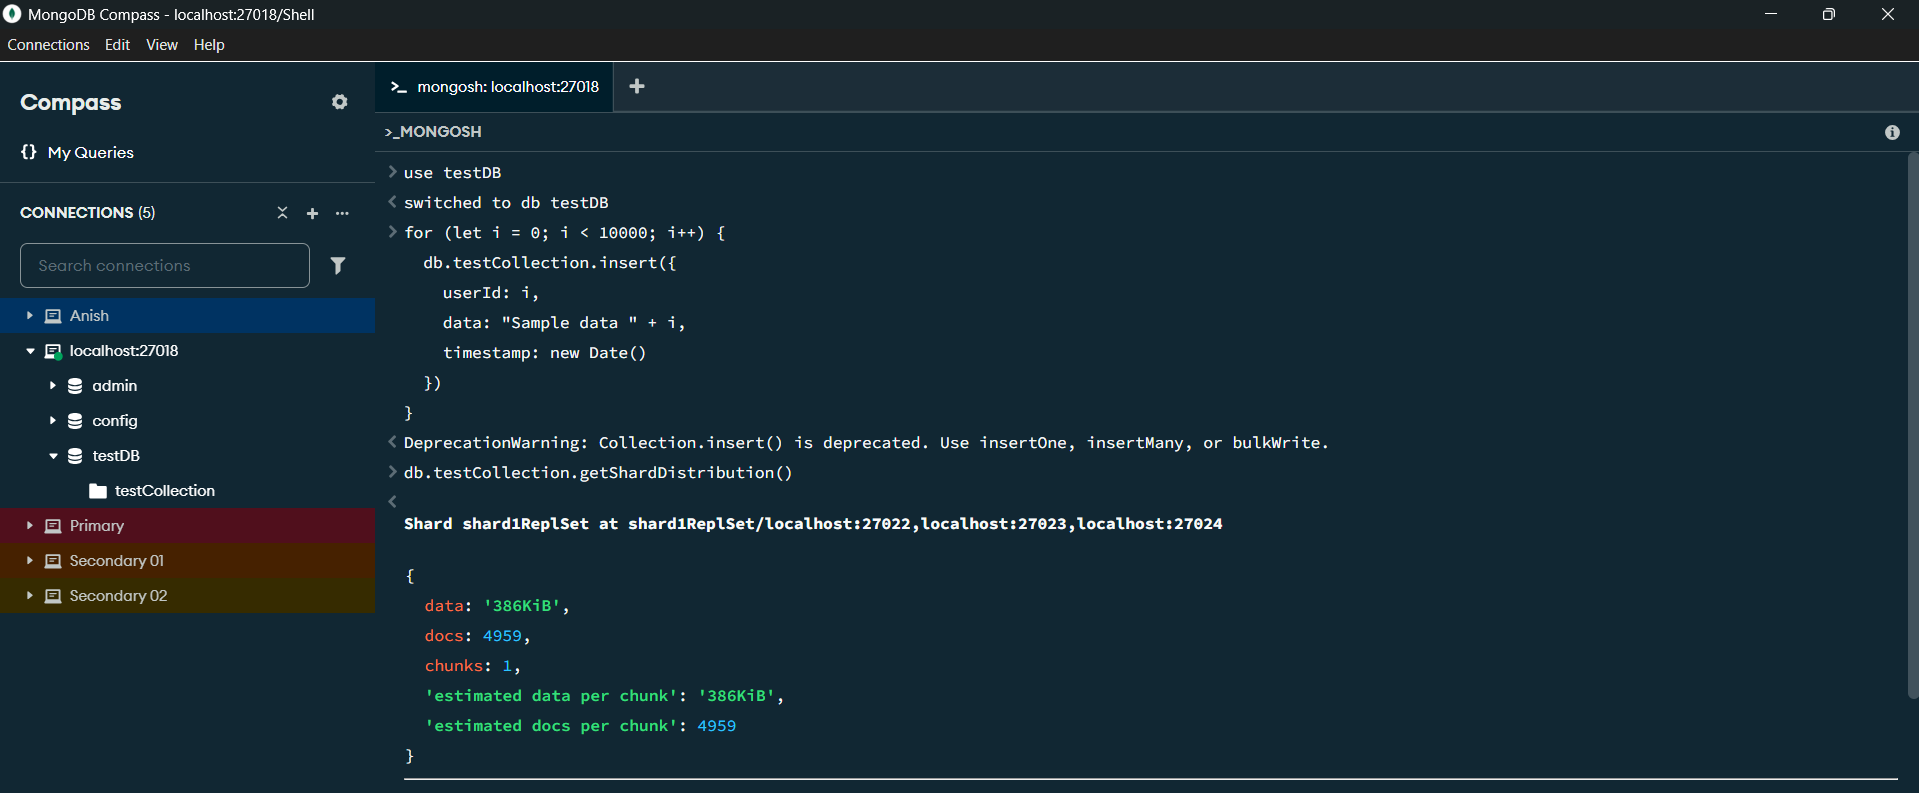 MongoDB Compass - localhost:27018/Shell
Connections Edit View Help
Compass
{} My Queries
CONNECTIONS (5)
Search connections
Anish
localhost:27018
admin
config
testDB
testCollection
Primary
Secondary 01
Secondary 02
>_ mongosh: localhost:27018 +
>_MONGOSH
> use testDB
< switched to db testDB
> for (let i = 0; i < 10000; i++) {
db.testCollection.insert({
userId: i,
data: "Sample data " + i,
timestamp: new Date()
})
}
< DeprecationWarning: Collection.insert() is deprecated. Use insertOne, insertMany, or bulkWrite.
> db.testCollection.getShardDistribution()
<
Shard shard1ReplSet at shard1ReplSet/localhost:27022,localhost:27023,localhost:27024
{
data: '386KiB',
docs: 4959,
chunks: 1,
'estimated data per chunk': '386KiB',
'estimated docs per chunk': 4959
}